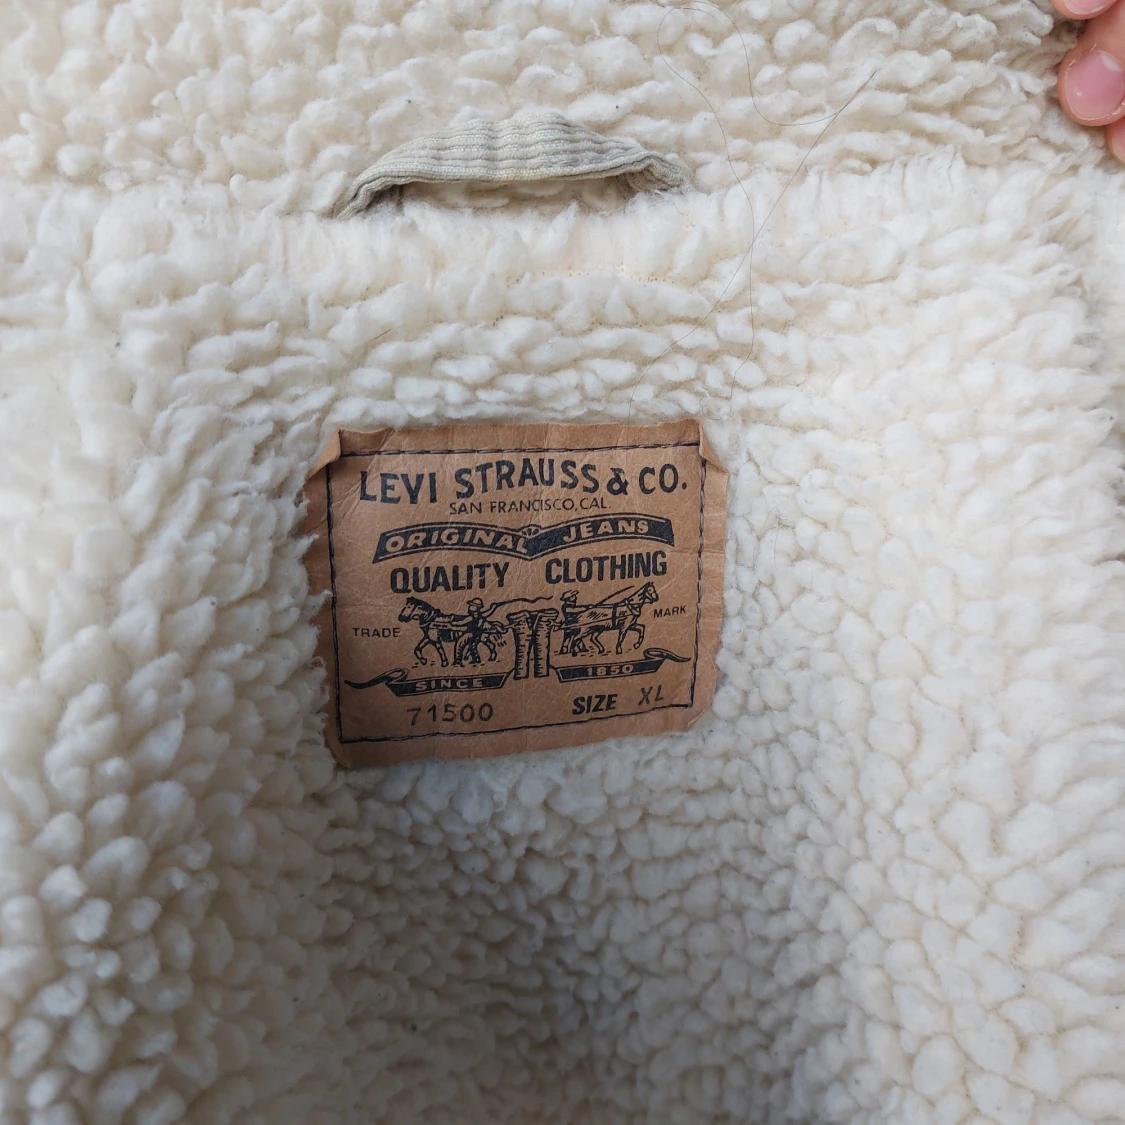 LEVI STRAUSS & CO.
SAN FRANCISCO, CAL.
ORIGINAL JEANS
QUALITY CLOTHING
TRADE MARK
SINCE 1850
71500 SIZE XL